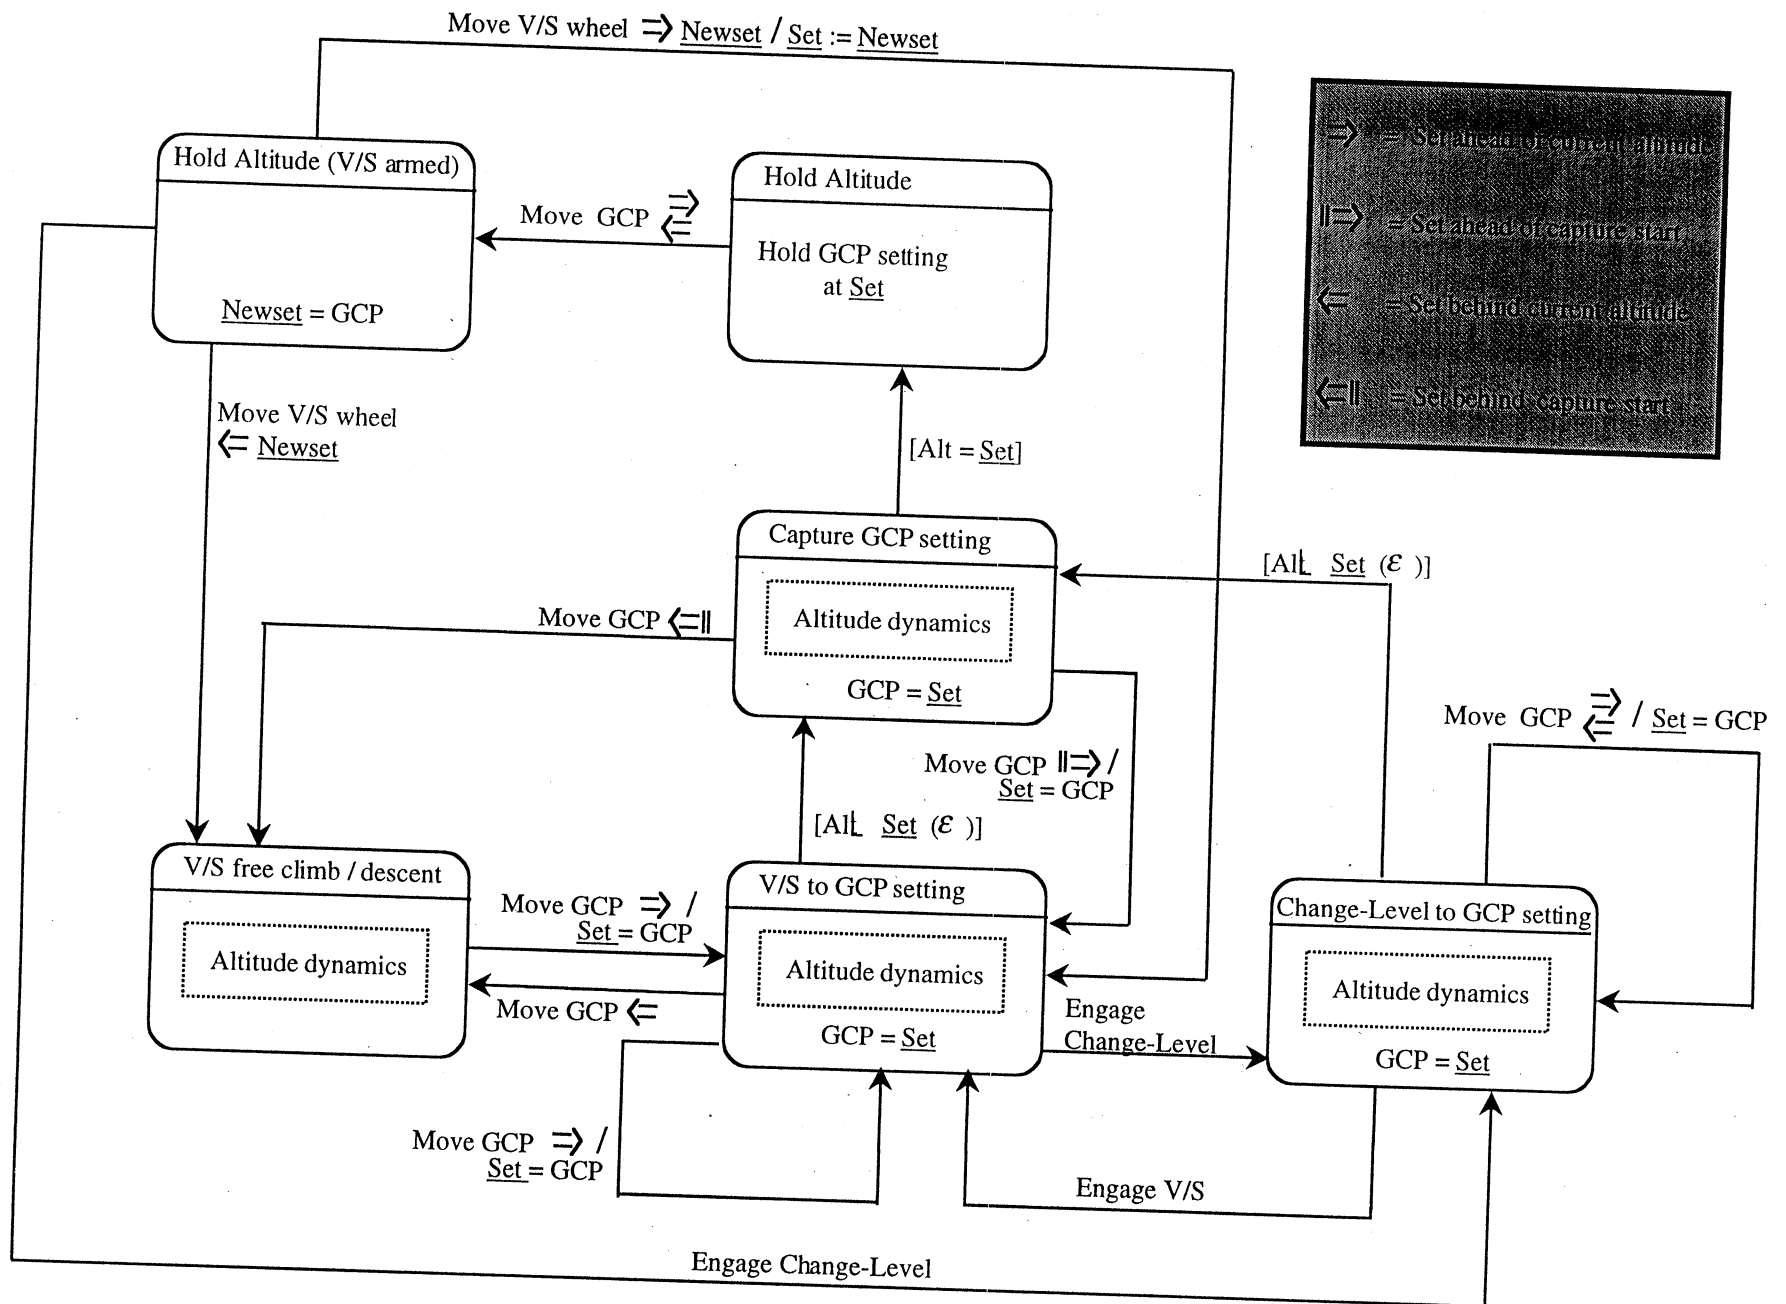 Move V/S wheel ⇒ Newset / Set := Newset
Hold Altitude (V/S armed)
Newset = GCP
Move GCP ⇒
⇐
Hold Altitude
Hold GCP setting
at Set
⇒ = Set ahead of current altitude
||⇒ = Set ahead of capture start
⇐ = Set behind current altitude
⇐|| = Set behind capture start
Move V/S wheel
⇐ Newset
[Alt = Set]
Capture GCP setting
Altitude dynamics
GCP = Set
[Alt Set (ε )]
Move GCP ⇐||
Move GCP ||⇒ /
Set = GCP
Move GCP ⇒
⇐ / Set = GCP
[Alt Set (ε )]
V/S free climb / descent
Altitude dynamics
Move GCP ⇒ /
Set = GCP
Move GCP ⇐
V/S to GCP setting
Altitude dynamics
GCP = Set
Engage
Change-Level
Change-Level to GCP setting
Altitude dynamics
GCP = Set
Move GCP ⇒ /
Set = GCP
Engage V/S
Engage Change-Level